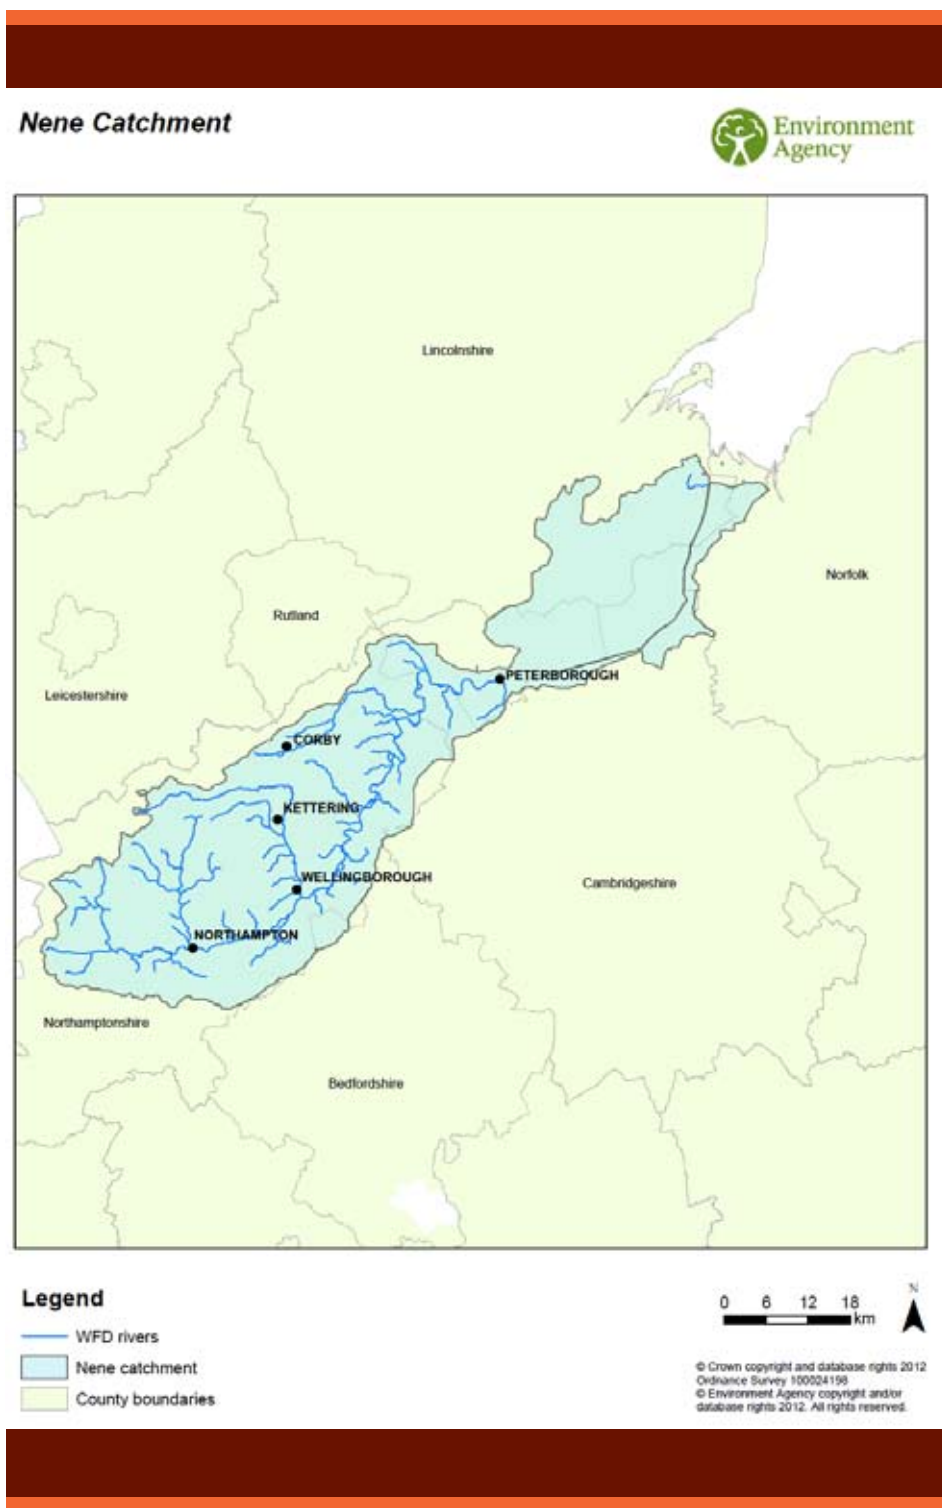 Nene Catchment
Environment
Agency
Lincolnshire
Norfolk
Rutland
Leicestershire
PETERBOROUGH
CORBY
KETTERING
WELLINGBOROUGH
Cambridgeshire
NORTHAMPTON
Northamptonshire
Bedfordshire
Legend
WFD rivers
Nene catchment
County boundaries
0 6 12 18
km
N
© Crown copyright and database rights 2012
Ordnance Survey 100024198
© Environment Agency copyright and/or
database rights 2012. All rights reserved.